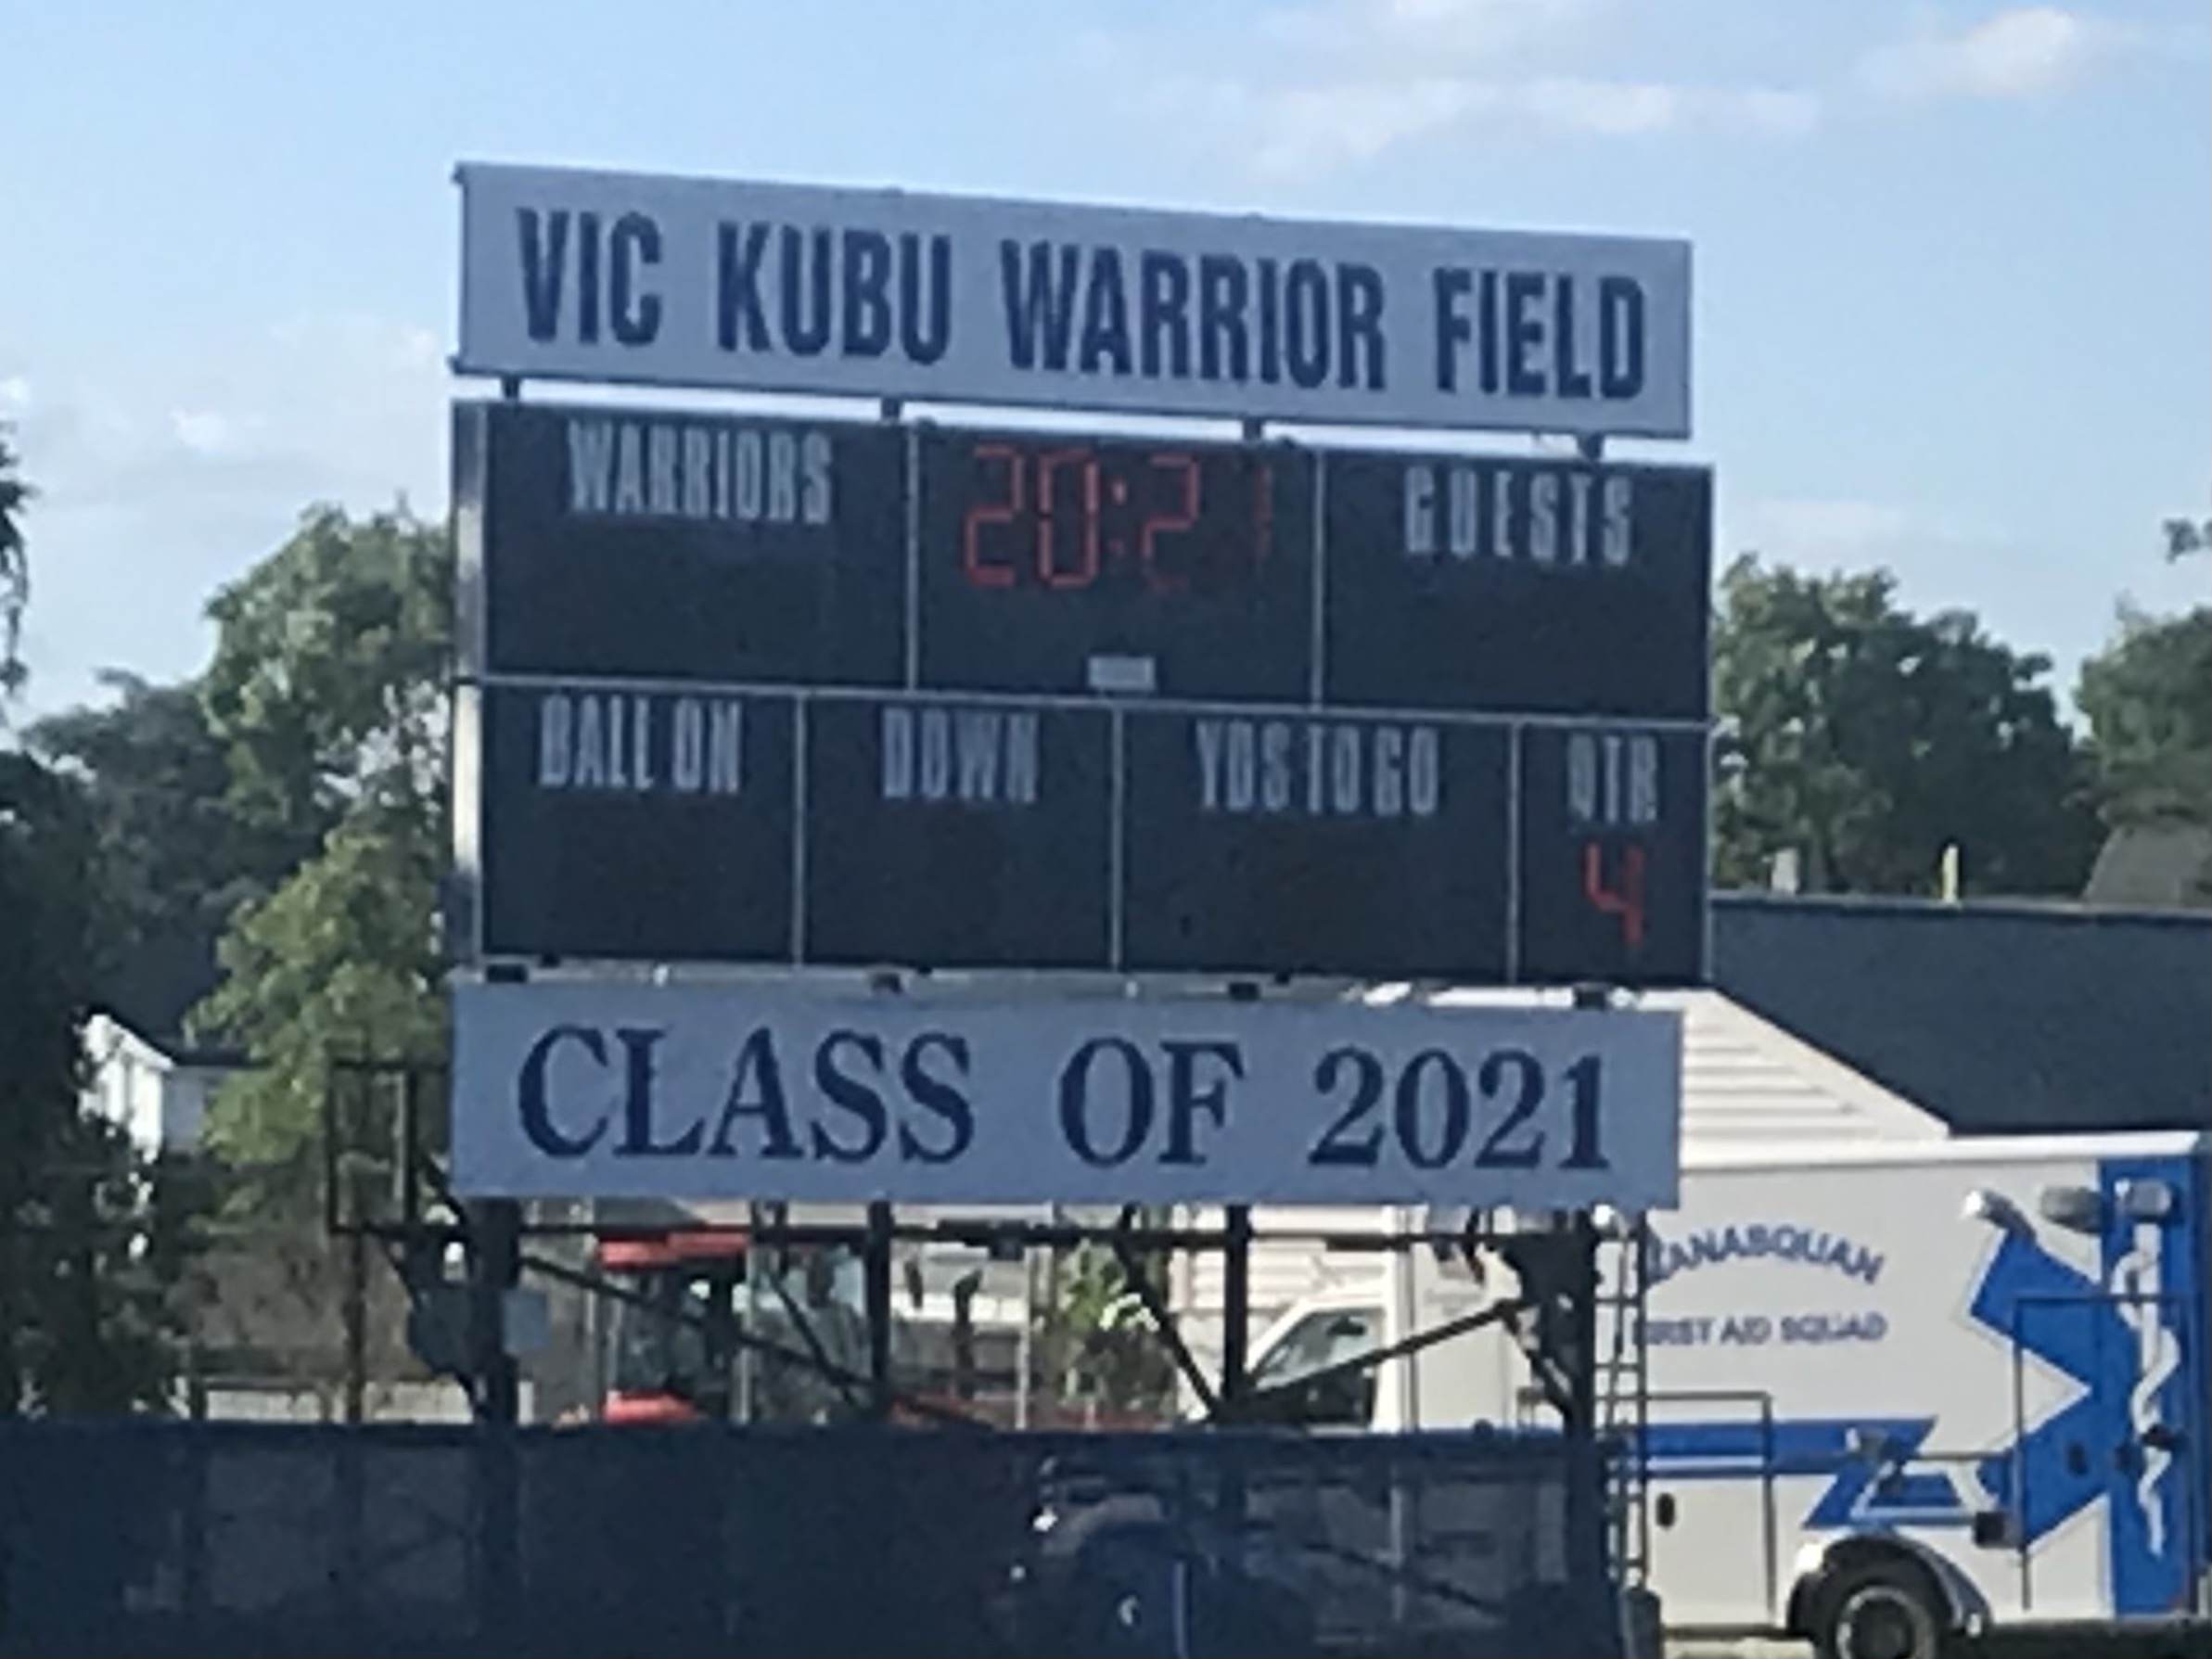 VIC KUBU WARRIOR FIELD
WARRIORS 20:21 GUESTS
BALL ON DOWN YDS TO GO QTR
4
CLASS OF 2021
MANASQUAN
FIRST AID SQUAD